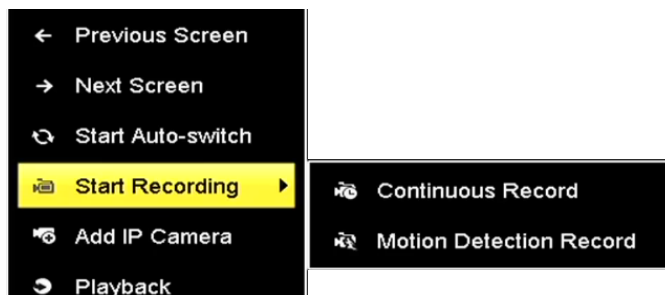 Previous Screen
Next Screen
Start Auto-switch
Start Recording
Continuous Record
Add IP Camera
Motion Detection Record
Playback